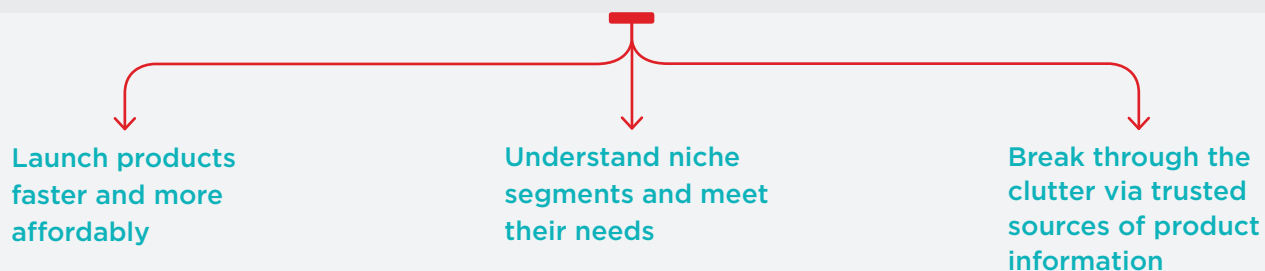 Launch products
faster and more
affordably
Understand niche
segments and meet
their needs
Break through the
clutter via trusted
sources of product
information